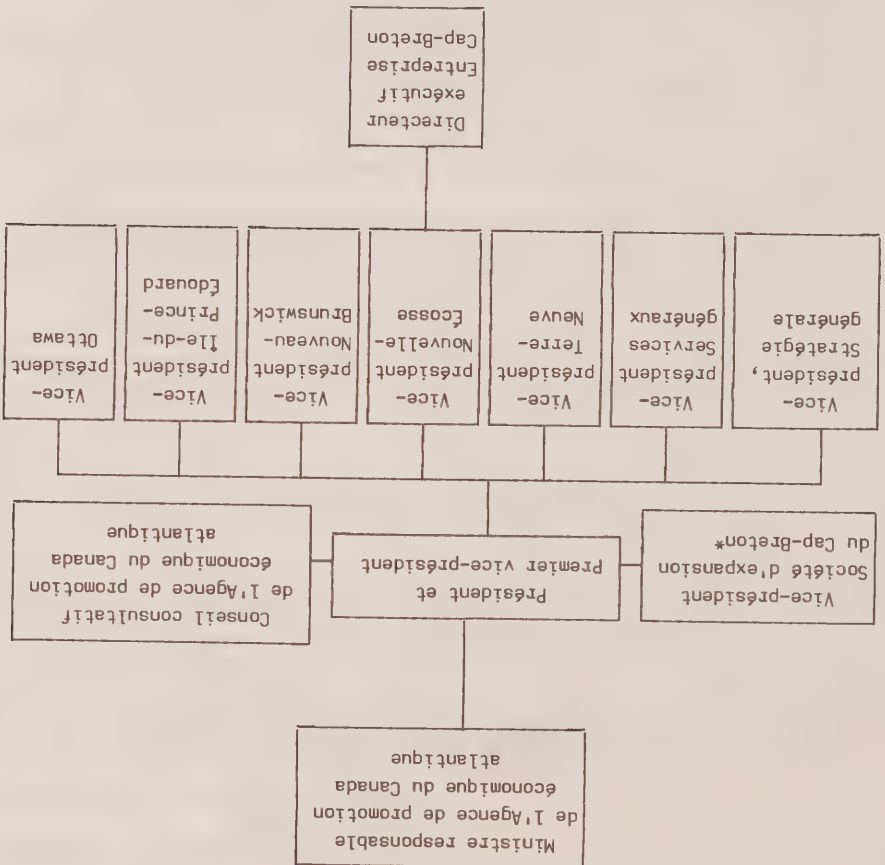 Ministre responsable
de l'Agence de promotion
économique du Canada
atlantique
Vice-président
Société d'expansion
du Cap-Breton*
Président et
Premier vice-président
Conseil consultatif
de l'Agence de promotion
économique du Canada
atlantique
Vice-
président,
Stratégie
générale
Vice-
président
Services
généraux
Vice-
président
Terre-
Neuve
Vice-
président
Nouvelle-
Écosse
Vice-
président
Nouveau-
Brunswick
Vice-
président
Île-du-
Prince-
Édouard
Vice-
président
Ottawa
Directeur
exécutif
Entreprise
Cap-Breton